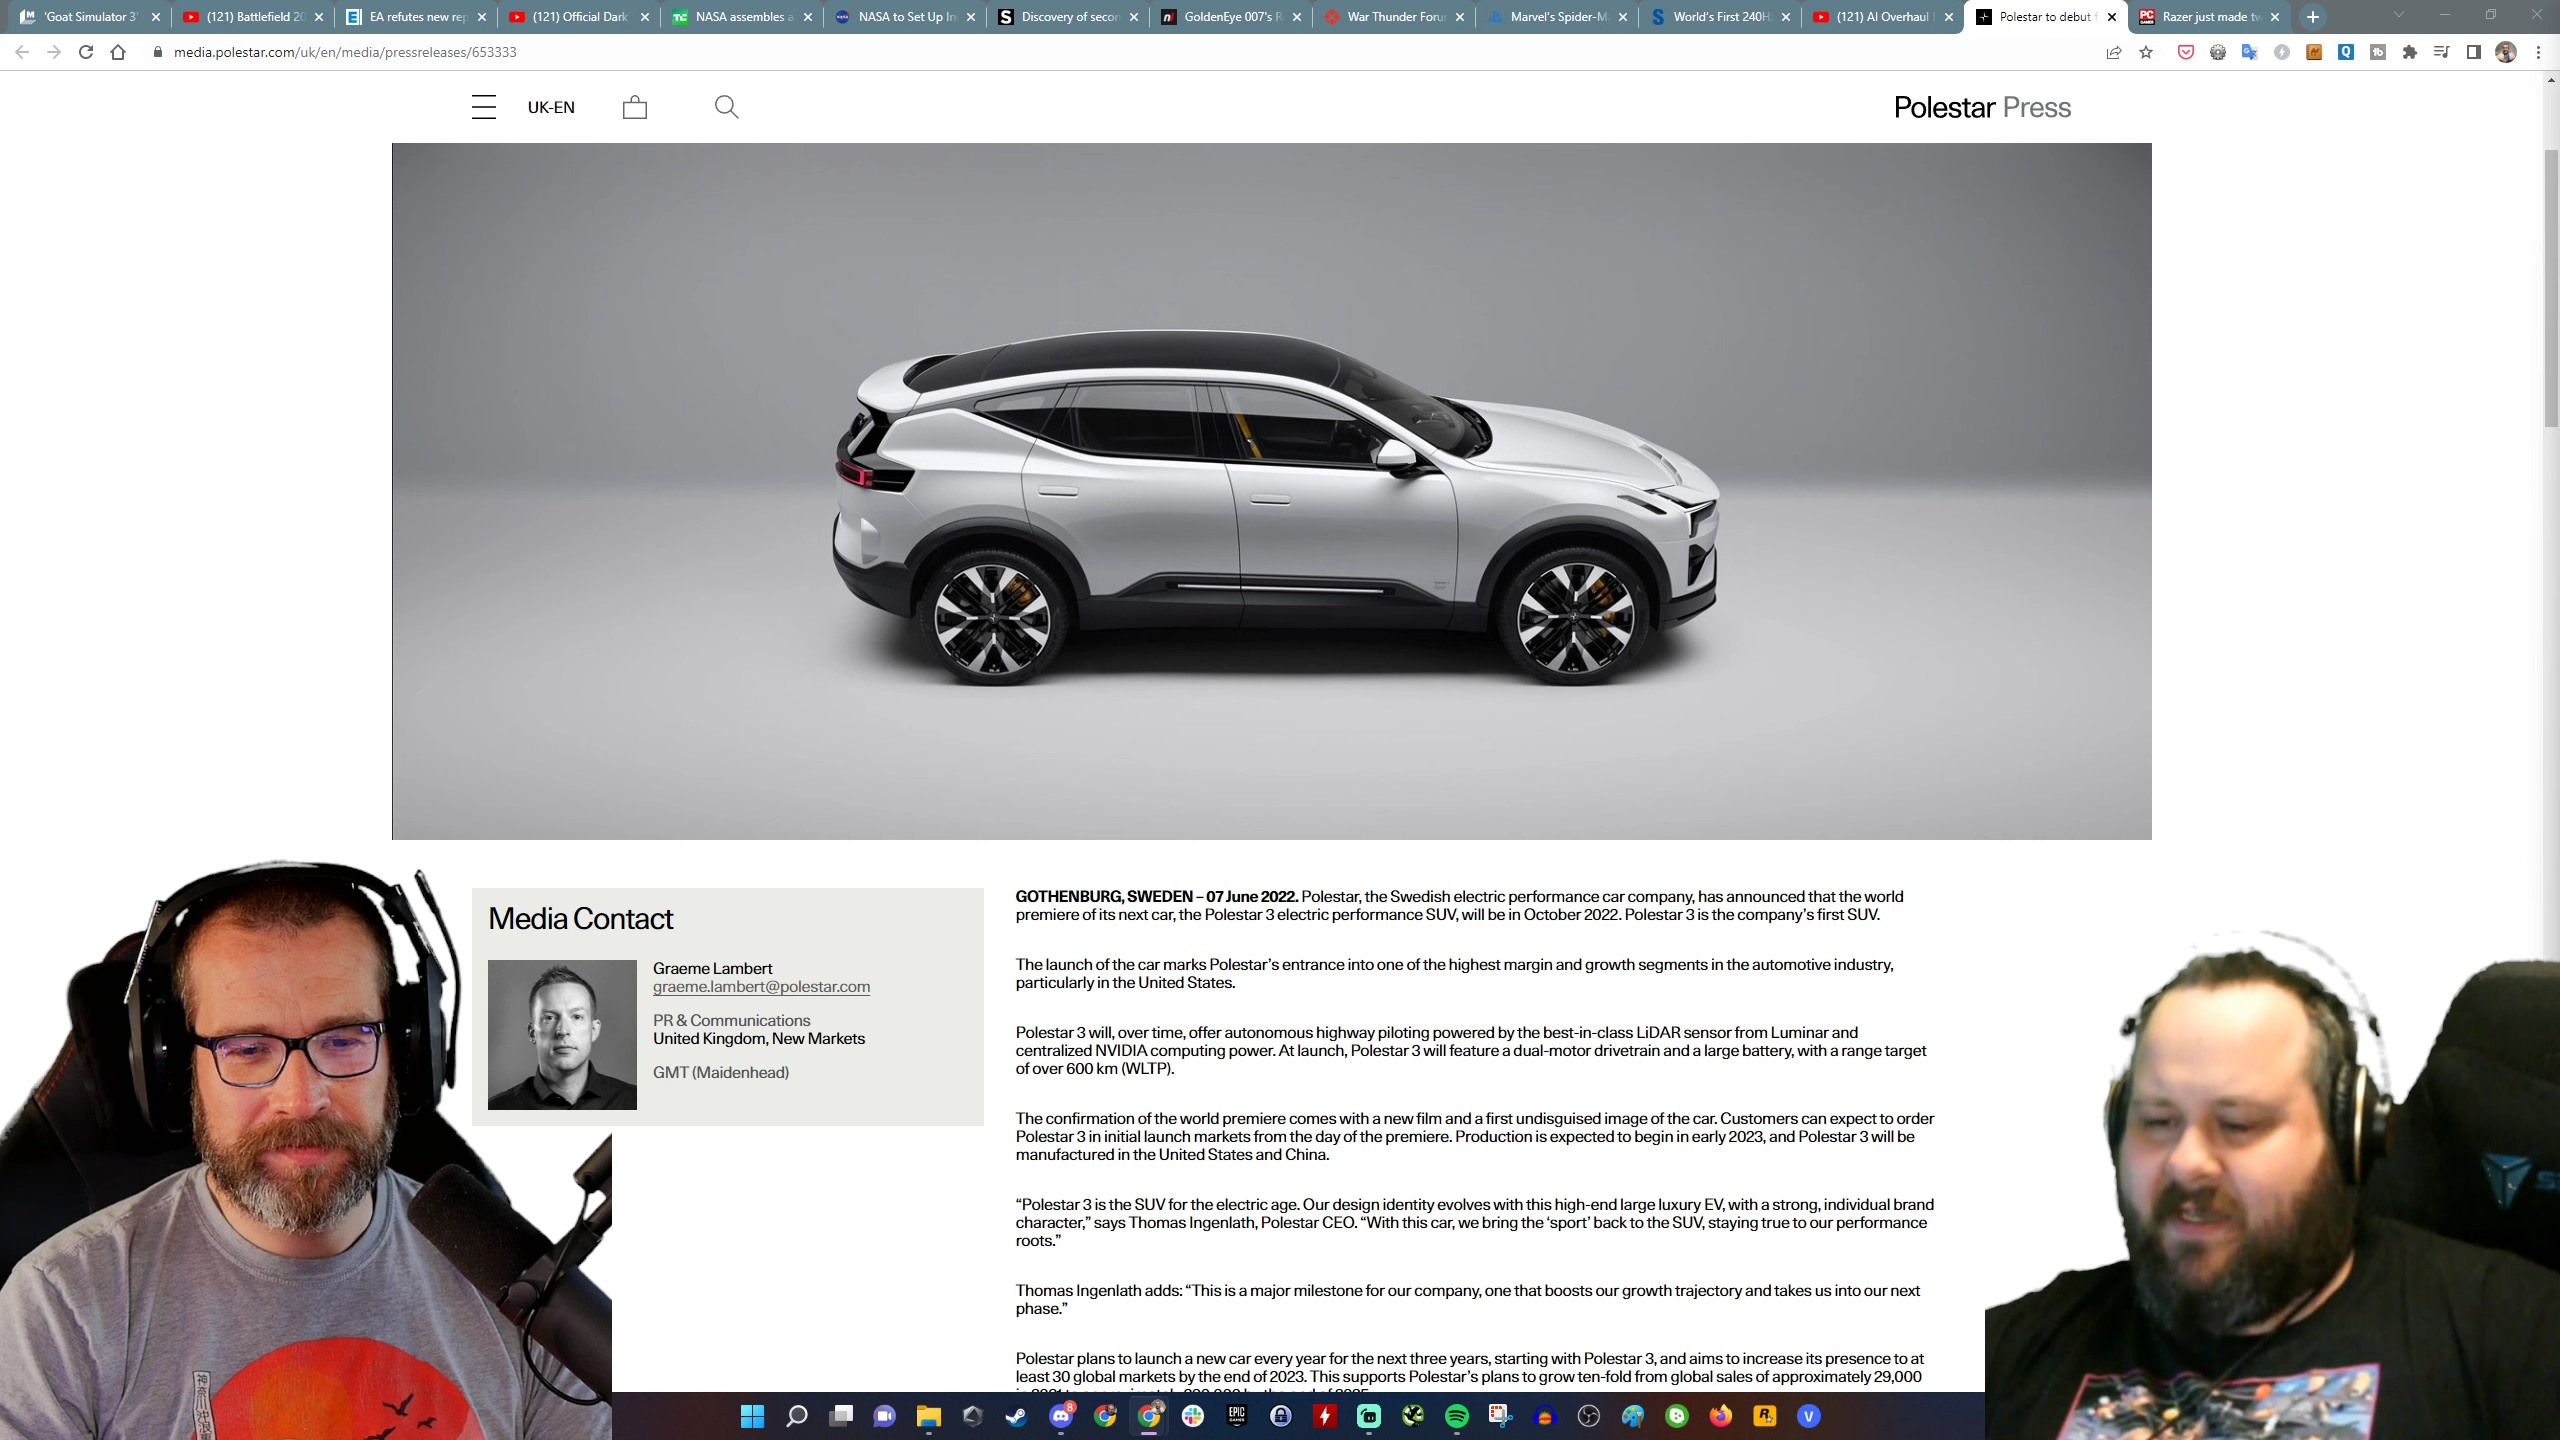 'Goat Simulator 3'
(121) Battlefield 20
EA refutes new rep
(121) Official Dark
NASA assembles a
NASA to Set Up In
Discovery of secon
GoldenEye 007's R
War Thunder Foru
Marvel's Spider-M
World's First 240H
(121) AI Overhaul
Polestar to debut f
Razer just made tw
media.polestar.com/uk/en/media/pressreleases/653333
UK-EN
Polestar Press
Media Contact
Graeme Lambert
graeme.lambert@polestar.com
PR & Communications
United Kingdom, New Markets
GMT (Maidenhead)
GOTHENBURG, SWEDEN – 07 June 2022. Polestar, the Swedish electric performance car company, has announced that the world
premiere of its next car, the Polestar 3 electric performance SUV, will be in October 2022. Polestar 3 is the company's first SUV.
The launch of the car marks Polestar's entrance into one of the highest margin and growth segments in the automotive industry,
particularly in the United States.
Polestar 3 will, over time, offer autonomous highway piloting powered by the best-in-class LiDAR sensor from Luminar and
centralized NVIDIA computing power. At launch, Polestar 3 will feature a dual-motor drivetrain and a large battery, with a range target
of over 600 km (WLTP).
The confirmation of the world premiere comes with a new film and a first undisguised image of the car. Customers can expect to order
Polestar 3 in initial launch markets from the day of the premiere. Production is expected to begin in early 2023, and Polestar 3 will be
manufactured in the United States and China.
“Polestar 3 is the SUV for the electric age. Our design identity evolves with this high-end large luxury EV, with a strong, individual brand
character,” says Thomas Ingenlath, Polestar CEO. “With this car, we bring the ‘sport’ back to the SUV, staying true to our performance
roots.”
Thomas Ingenlath adds: “This is a major milestone for our company, one that boosts our growth trajectory and takes us into our next
phase.”
Polestar plans to launch a new car every year for the next three years, starting with Polestar 3, and aims to increase its presence to at
least 30 global markets by the end of 2023. This supports Polestar's plans to grow ten-fold from global sales of approximately 29,000
神奈川沖浪裏
8
EPIC
GAMES